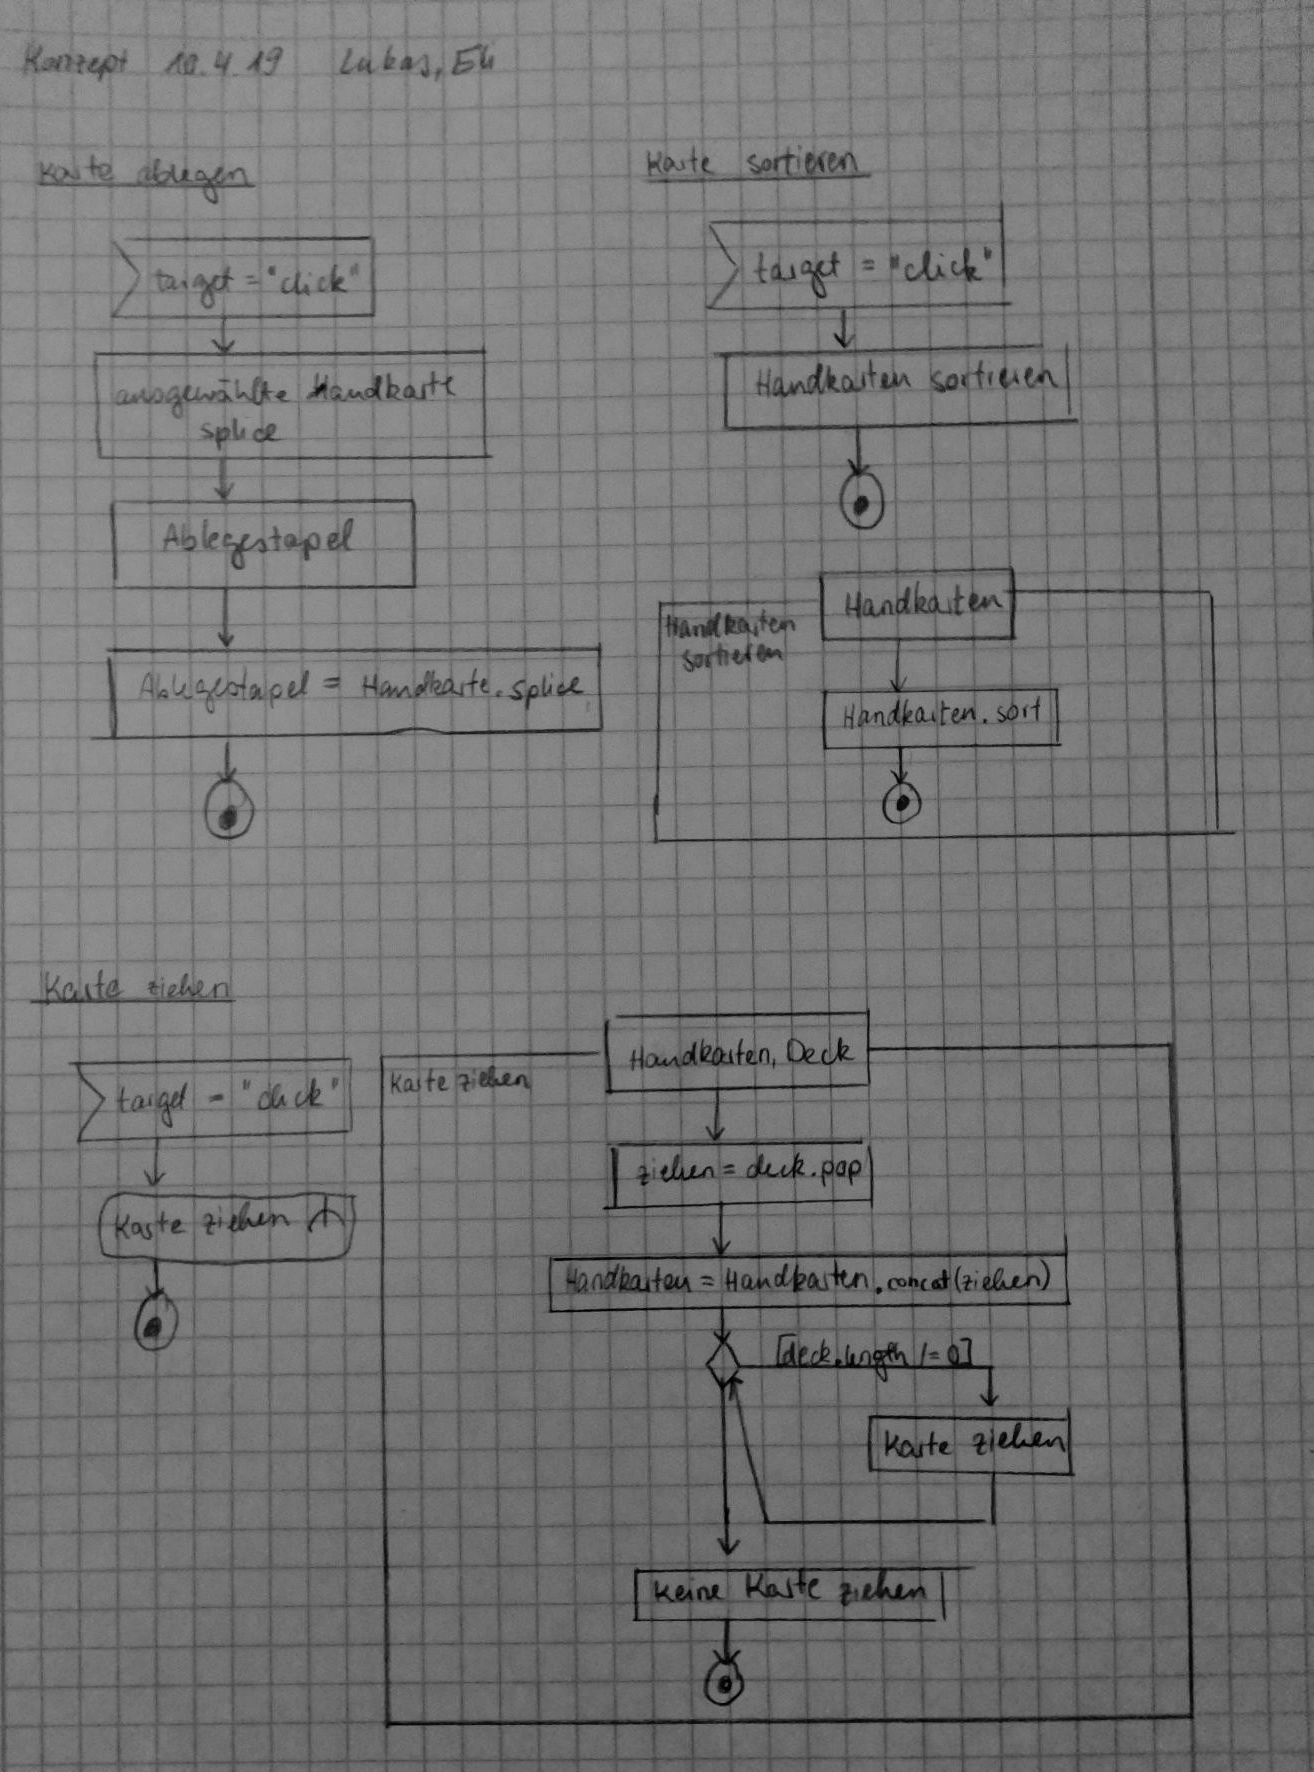 Konzept 10.4.19 Lukas,
Karte ablegen
target = "click"
ausgewählte Handkarte
splice
Ablegestapel
Ablegestapel = Handkarte.splice
Karte sortieren
target = "click"
Handkarten sortieren
Handkarten
Handkarten
sortieren
Handkarten.sort
Karte ziehen
target = "click"
Karte ziehen
Karte ziehen
Handkarten, Deck
ziehen = deck.pop
Handkarten = Handkarten.concat(ziehen)
[deck.length != 0]
Karte ziehen
Keine Karte ziehen